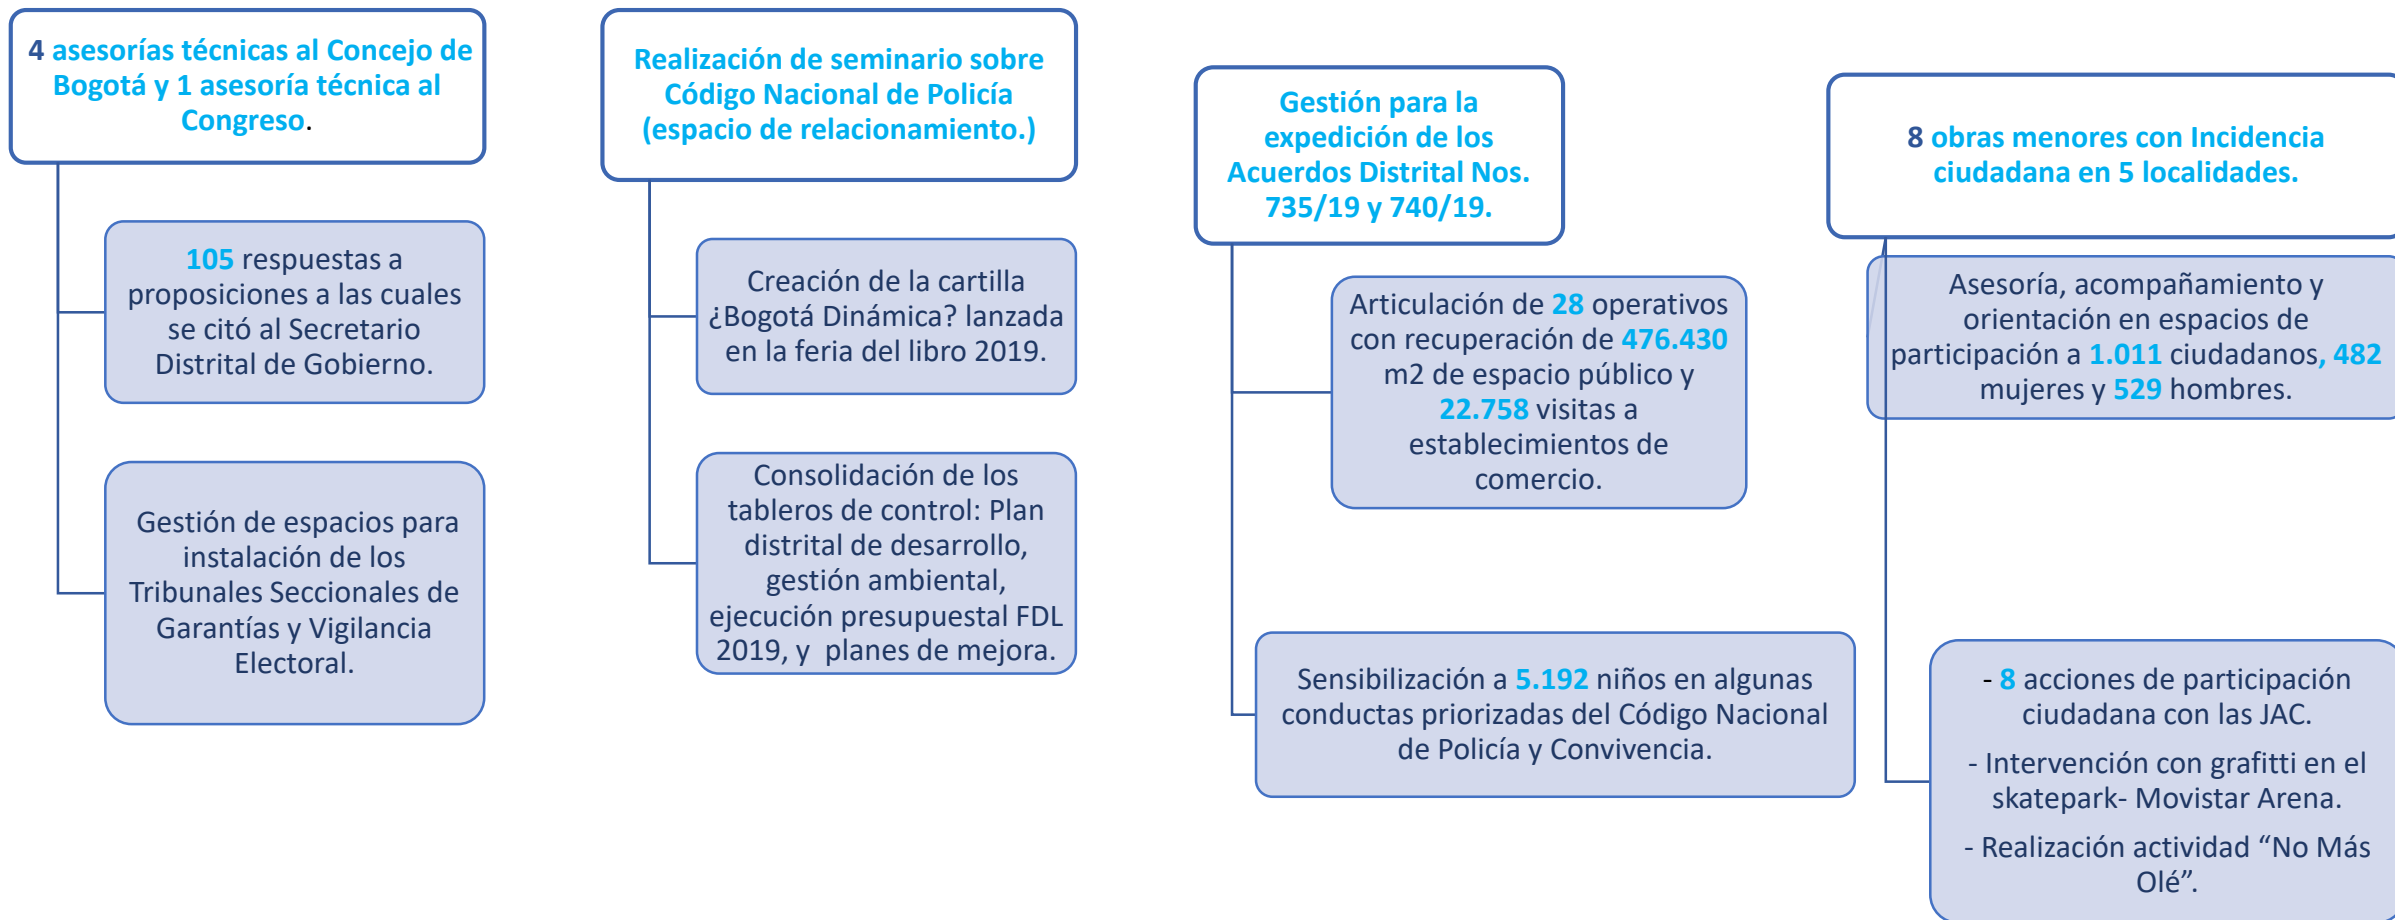 4 asesorías técnicas al Concejo de
Bogotá y 1 asesoría técnica al
Congreso.
105 respuestas a
proposiciones a las cuales
se citó al Secretario
Distrital de Gobierno.
Gestión de espacios para
instalación de los
Tribunales Seccionales de
Garantías y Vigilancia
Electoral.
Realización de seminario sobre
Código Nacional de Policía
(espacio de relacionamiento.)
Creación de la cartilla
¿Bogotá Dinámica? lanzada
en la feria del libro 2019.
Consolidación de los
tableros de control: Plan
distrital de desarrollo,
gestión ambiental,
ejecución presupuestal FDL
2019, y planes de mejora.
Gestión para la
expedición de los
Acuerdos Distrital Nos.
735/19 y 740/19.
Articulación de 28 operativos
con recuperación de 476.430
m2 de espacio público y
22.758 visitas a
establecimientos de
comercio.
Sensibilización a 5.192 niños en algunas
conductas priorizadas del Código Nacional
de Policía y Convivencia.
8 obras menores con Incidencia
ciudadana en 5 localidades.
Asesoría, acompañamiento y
orientación en espacios de
participación a 1.011 ciudadanos, 482
mujeres y 529 hombres.
- 8 acciones de participación
ciudadana con las JAC.
- Intervención con grafitti en el
skatepark- Movistar Arena.
- Realización actividad “No Más
Olé”.